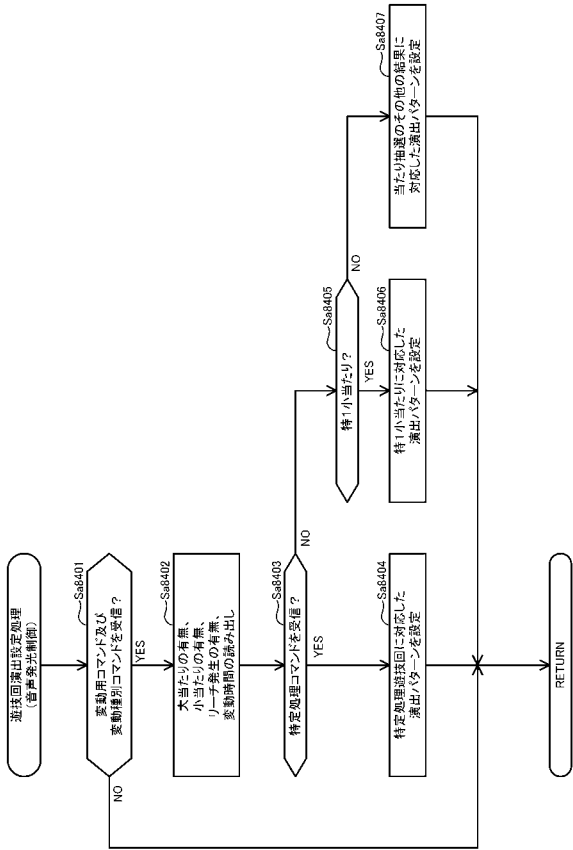 遊技回演出設定処理
(音声発光制御)
Sa8401
変動用コマンド及び
変動種別コマンドを受信?
NO
YES
Sa8402
大当たりの有無、
小当たりの有無、
リーチ発生の有無、
変動時間の読み出し
Sa8403
特定処理コマンドを受信?
NO
YES
Sa8404
特定処理遊技回に対応した
演出パターンを設定
Sa8405
特1小当たり?
NO
YES
Sa8406
特1小当たりに対応した
演出パターンを設定
Sa8407
当たり抽選のその他の結果に
対応した演出パターンを設定
RETURN